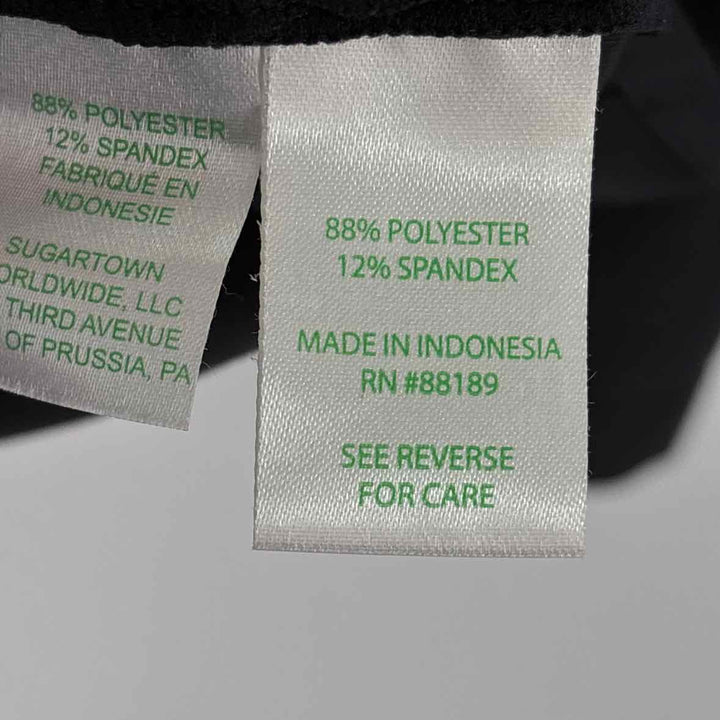 88% POLYESTER
12% SPANDEX
FABRIQUÉ EN
INDONESIE
SUGARTOWN
ORLDWIDE, LLC
THIRD AVENUE
OF PRUSSIA, PA
88% POLYESTER
12% SPANDEX
MADE IN INDONESIA
RN #88189
SEE REVERSE
FOR CARE